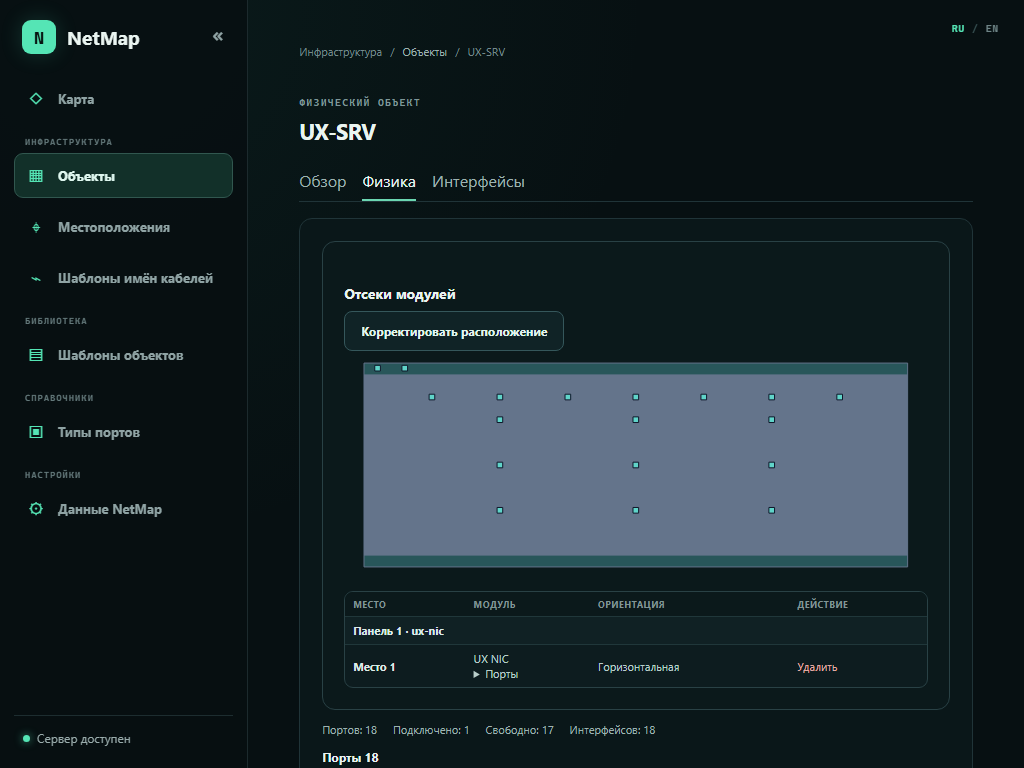 N NetMap «
RU / EN
Инфраструктура / Объекты / UX-SRV
Карта
ФИЗИЧЕСКИЙ ОБЪЕКТ
UX-SRV
ИНФРАСТРУКТУРА
Объекты
Обзор Физика Интерфейсы
Местоположения
Шаблоны имён кабелей
БИБЛИОТЕКА
Шаблоны объектов
СПРАВОЧНИКИ
Типы портов
НАСТРОЙКИ
Данные NetMap
Отсеки модулей
Корректировать расположение
МЕСТО МОДУЛЬ ОРИЕНТАЦИЯ ДЕЙСТВИЕ
Панель 1 · ux-nic
Место 1 UX NIC Горизонтальная Удалить
▶ Порты
Портов: 18 Подключено: 1 Свободно: 17 Интерфейсов: 18
Порты 18
Сервер доступен